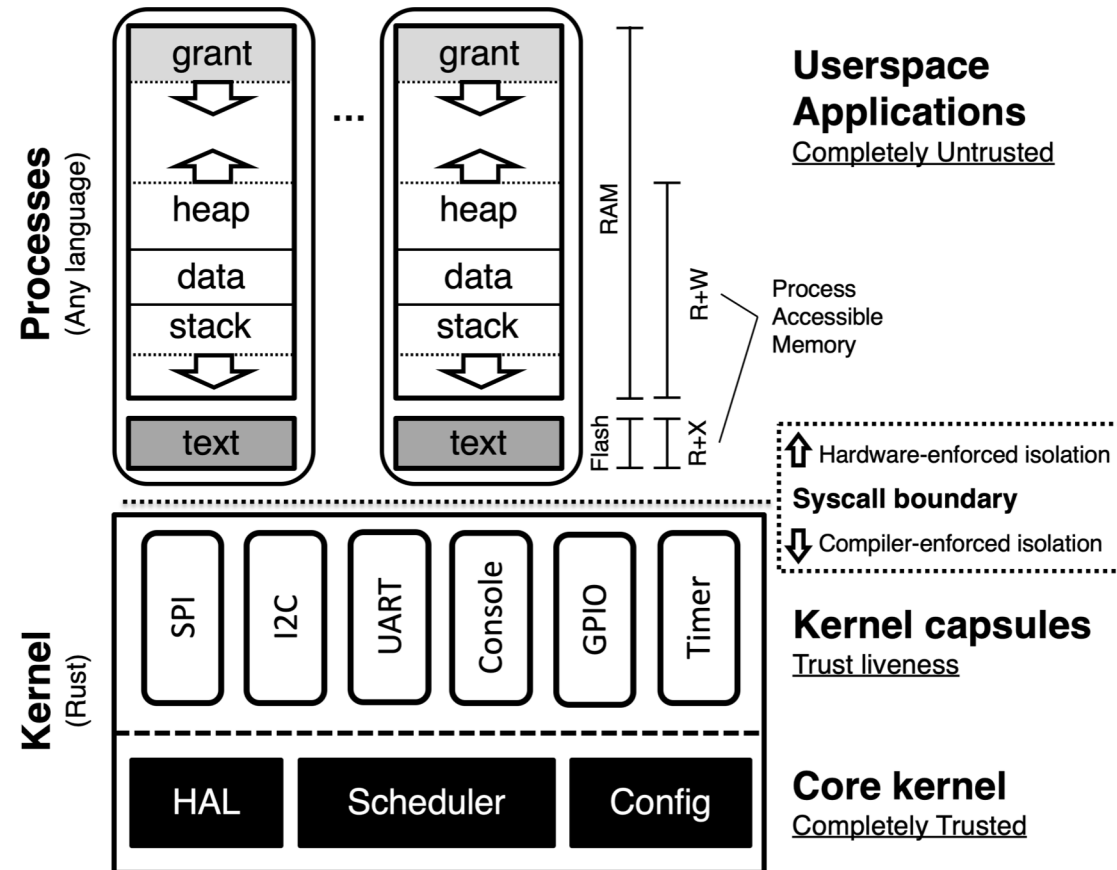 Processes
(Any language)
grant
heap
data
stack
text
...
grant
heap
data
stack
text
RAM
Flash
R+W
R+X
Process
Accessible
Memory
Userspace
Applications
Completely Untrusted
Hardware-enforced isolation
Syscall boundary
Compiler-enforced isolation
Kernel
(Rust)
SPI
I2C
UART
Console
GPIO
Timer
Kernel capsules
Trust liveness
HAL
Scheduler
Config
Core kernel
Completely Trusted